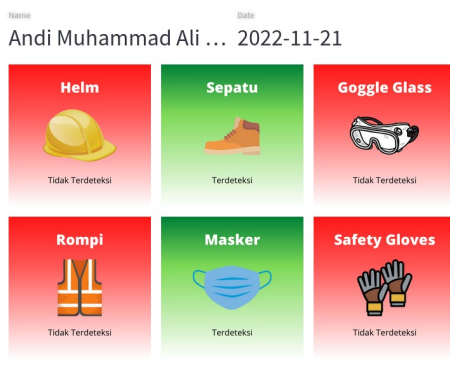 Name
Date
Andi Muhammad Ali ...
2022-11-21
Helm
Sepatu
Goggle Glass
Tidak Terdeteksi
Terdeteksi
Tidak Terdeteksi
Rompi
Masker
Safety Gloves
Tidak Terdeteksi
Terdeteksi
Tidak Terdeteksi